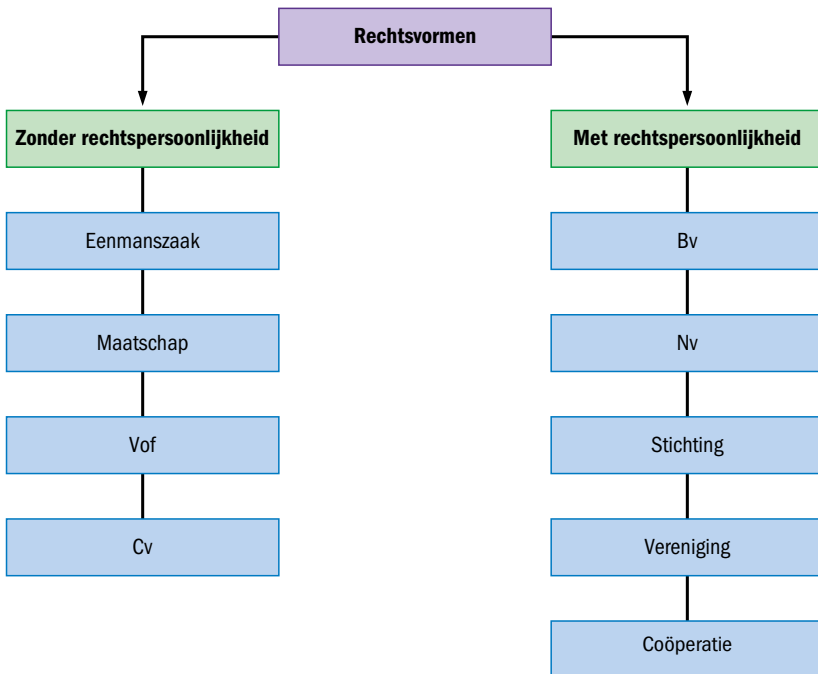 Rechtsvormen
Zonder rechtspersoonlijkheid
Eenmanszaak
Maatschap
Vof
Cv
Met rechtspersoonlijkheid
Bv
Nv
Stichting
Vereniging
Coöperatie